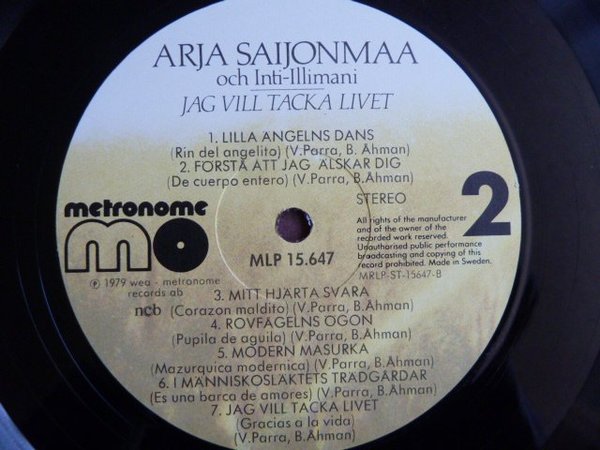 ARJA SAIJONMAA
och Inti-Illimani
JAG VILL TACKA LIVET
1. LILLA ÄNGELNS DANS
(Rin del angelito) (V.Parra, B. Åhman)
2. FÖRSTÅ ATT JAG ÄLSKAR DIG
(De cuerpo entero) (V. Parra, B. Åhman)
STEREO
2
metronome
mo
℗ 1979 wea - metronome
records ab
ncb
MLP 15.647
All rights of the manufacturer
and of the owner of the
recorded work reserved.
Unauthorised public performance
broadcasting and copying of this
record prohibited. Made in Sweden.
MRLP-ST-15647-B
3. MITT HJÄRTA SVARA
(Corazon maldito) (V. Parra, B. Åhman)
4. ROVFÅGELNS ÖGON
(Pupila de aguila) (V. Parra, B. Åhman)
5. MODERN MASURKA
(Mazurquica modernica) (V. Parra, B. Åhman)
6. I MÄNNISKOSLÄKTETS TRÄDGÅRDAR
(Es una barca de amores) (V. Parra, B. Åhman)
7. JAG VILL TACKA LIVET
(Gracias a la vida)
(V. Parra, B.Åhman)